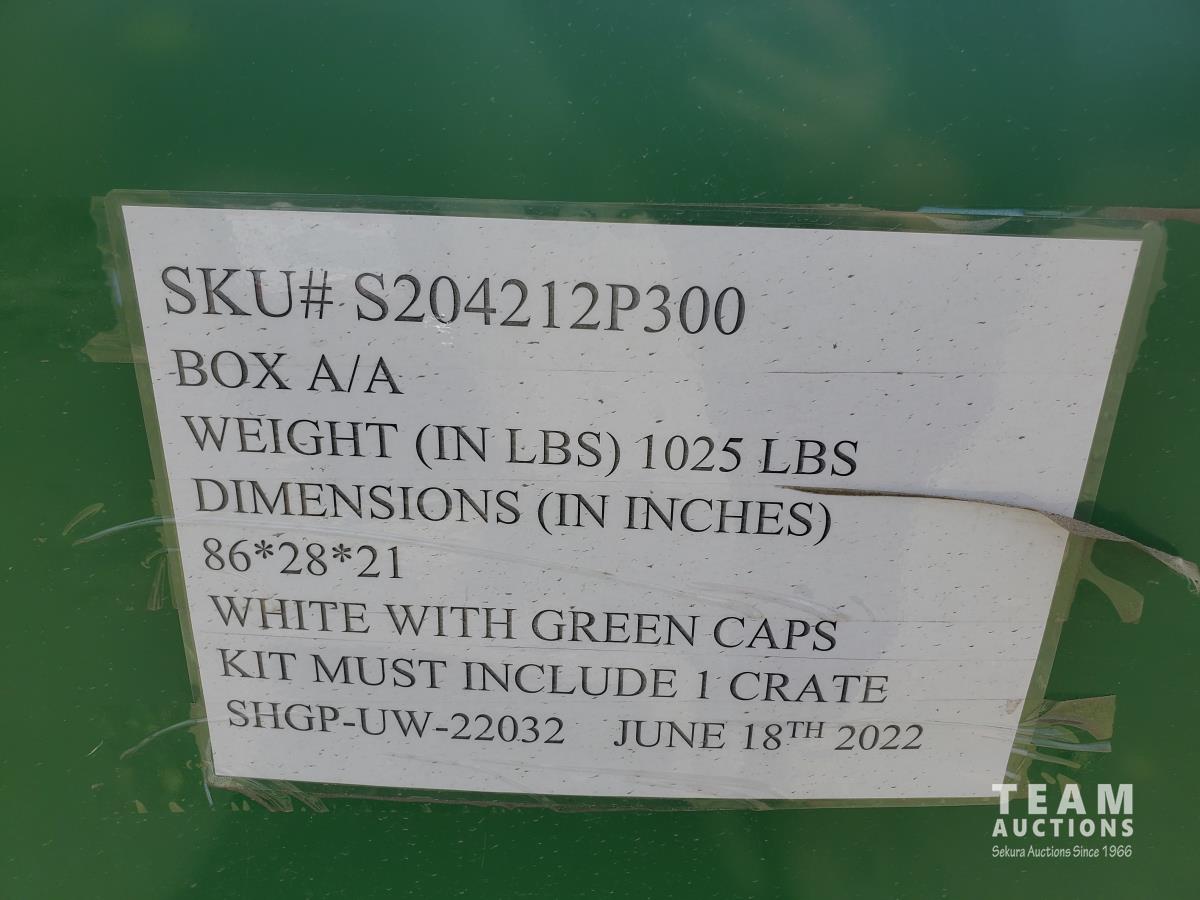 SKU# S204212P300
BOX A/A
WEIGHT (IN LBS) 1025 LBS
DIMENSIONS (IN INCHES)
86*28*21
WHITE WITH GREEN CAPS
KIT MUST INCLUDE 1 CRATE
SHGP-UW-22032 JUNE 18TH 2022
TEAM
AUCTIONS
Sekura Auctions Since 1966